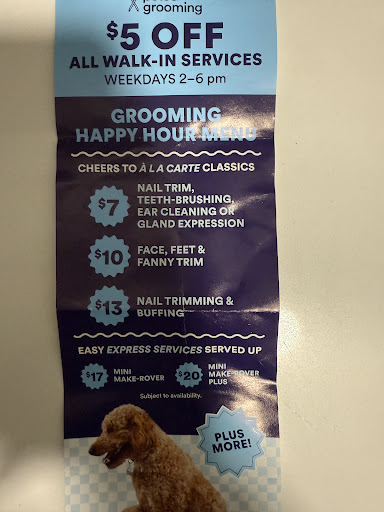 grooming
$5 OFF
ALL WALK-IN SERVICES
WEEKDAYS 2–6 pm
GROOMING
HAPPY HOUR MENU
CHEERS TO À LA CARTE CLASSICS
$7
NAIL TRIM,
TEETH-BRUSHING,
EAR CLEANING OR
GLAND EXPRESSION
$10
FACE, FEET &
FANNY TRIM
$13
NAIL TRIMMING &
BUFFING
EASY EXPRESS SERVICES SERVED UP
$17
MINI
MAKE-ROVER
$20
MINI
MAKE-ROVER
PLUS
Subject to availability.
PLUS
MORE!